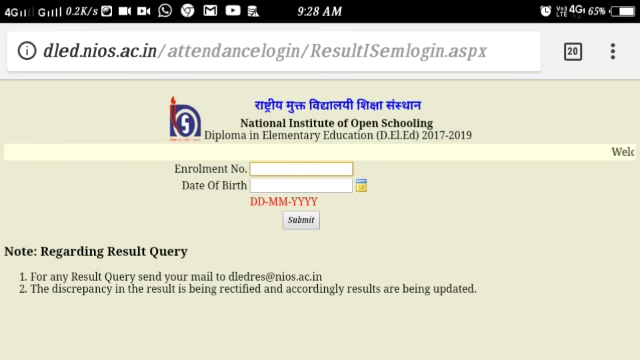 4G 4G 0.2K/s 9:28 AM VoB LTE 4G 65%
dled.nios.ac.in/attendancelogin/ResultISemlogin.aspx 20
राष्ट्रीय मुक्त विद्यालयी शिक्षा संस्थान
National Institute of Open Schooling
Diploma in Elementary Education (D.El.Ed) 2017-2019
Welc
Enrolment No.
Date Of Birth
DD-MM-YYYY
Submit
Note: Regarding Result Query
1. For any Result Query send your mail to dledres@nios.ac.in
2. The discrepancy in the result is being rectified and accordingly results are being updated.